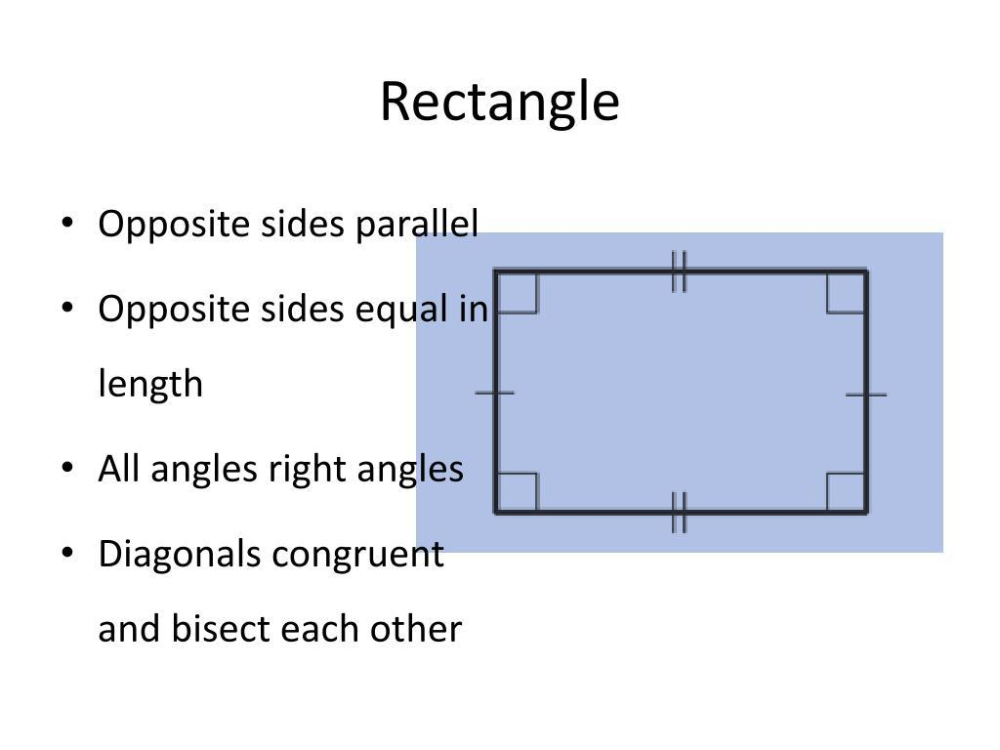 Rectangle
• Opposite sides parallel
• Opposite sides equal in
length
• All angles right angles
• Diagonals congruent
and bisect each other